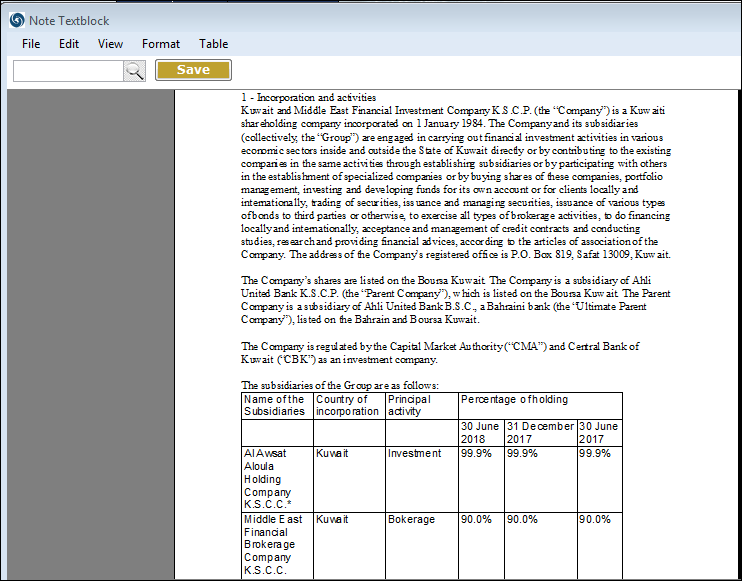 Note Textblock
File Edit View Format Table
Save
1 - Incorporation and activities
Kuwait and Middle East Financial Investment Company K.S.C.P. (the “Company”) is a Kuwaiti
shareholding company incorporated on 1 January 1984. The Company and its subsidiaries
(collectively, the “Group”) are engaged in carrying out financial investment activities in various
economic sectors inside and outside the State of Kuwait directly or by contributing to the existing
companies in the same activities through establishing subsidiaries or by participating with others
in the establishment of specialized companies or by buying shares of these companies, portfolio
management, investing and developing funds for its own account or for clients locally and
internationally, trading of securities, issuance and managing securities, issuance of various types
of bonds to third parties or otherwise, to exercise all types of brokerage activities, to do financing
locally and internationally, acceptance and management of credit contracts and conducting
studies, research and providing financial advices, according to the articles of association of the
Company. The address of the Company’s registered office is P.O. Box 819, Safat 13009, Kuwait.
The Company’s shares are listed on the Boursa Kuwait. The Company is a subsidiary of Ahli
United Bank K.S.C.P. (the “Parent Company”), which is listed on the Boursa Kuwait. The Parent
Company is a subsidiary of Ahli United Bank B.S.C., a Bahraini bank (the “Ultimate Parent
Company”), listed on the Bahrain and Boursa Kuwait.
The Company is regulated by the Capital Market Authority (“CMA”) and Central Bank of
Kuwait (“CBK”) as an investment company.
The subsidiaries of the Group are as follows:
Name of the Country of Principal Percentage of holding
Subsidiaries incorporation activity
30 June 31 December 30 June
2018 2017 2017
Al Awsat Kuwait Investment 99.9% 99.9% 99.9%
Aloula
Holding
Company
K.S.C.C.*
Middle East Kuwait Bokerage 90.0% 90.0% 90.0%
Financial
Brokerage
Company
K.S.C.C.